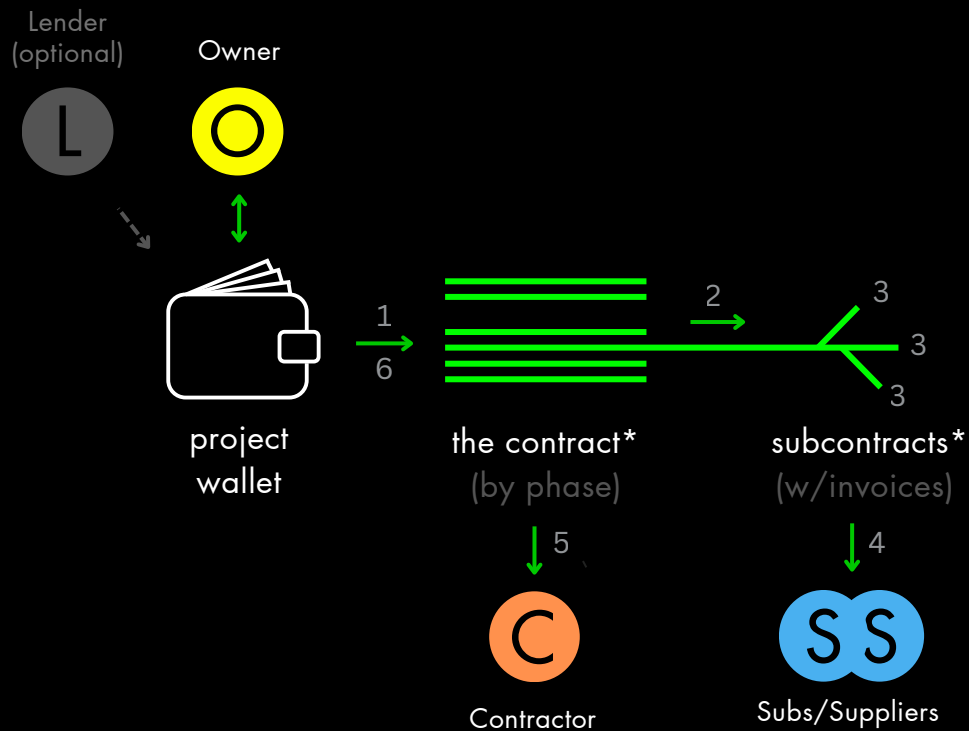 Lender
(optional)
Owner
L
O
1
6
2
3
3
3
project
wallet
the contract*
(by phase)
subcontracts*
(w/invoices)
5
4
C
S S
Contractor
Subs/Suppliers